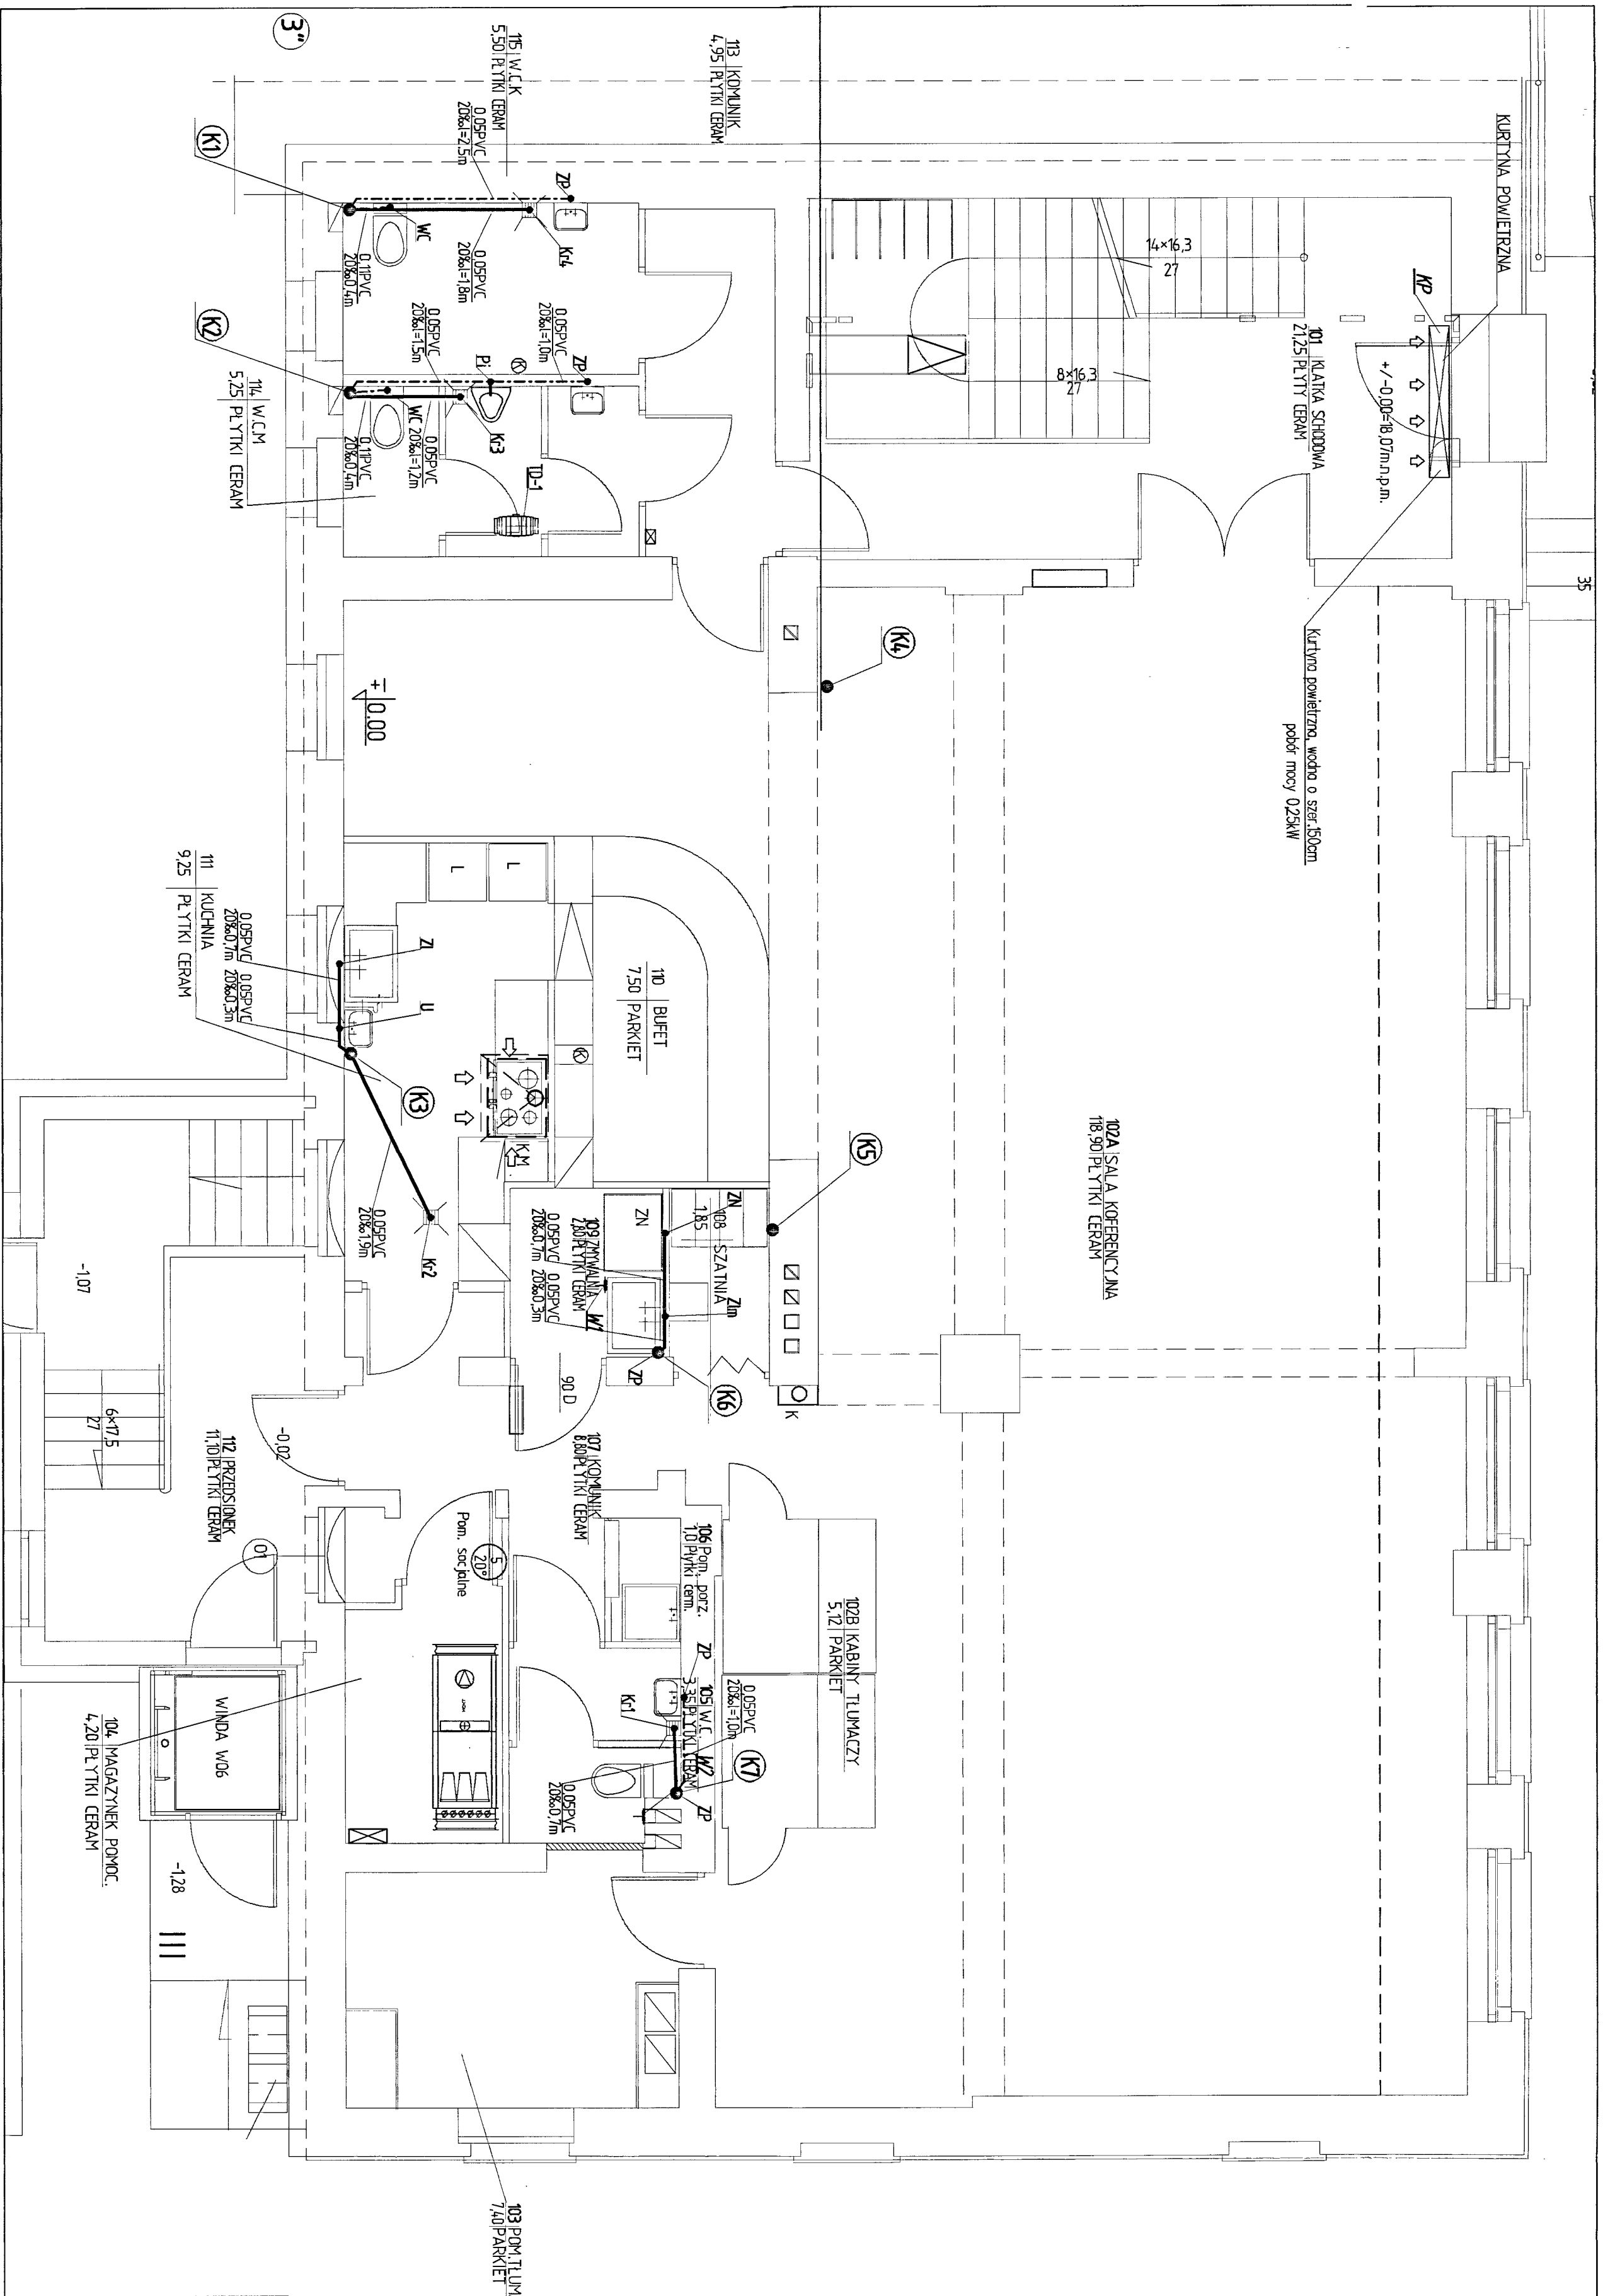 KURTYNA POWIETRZNA
KP
+/-0,00=18,07m.n.p.m.
35
Kurtyna powietrzna, wodna o szer.150cm
pobór mocy 0,25kW
101 KLATKA SCHODOWA
21,25 PŁYTY CERAM
14×16,3
27
8×16,3
27
113 KOMUNIK
4,95 PŁYTKI CERAM
115 W.C.K
5,50 PŁYTKI CERAM
3"
0,05PVC
20‰l=2,5m
ZP
Kr4
0,05PVC
20‰l=1,8m
WC
0,11PVC
20‰0,4m
K1
K2
0,05PVC
20‰l=1,5m
0,05PVC
20‰l=1,0m
K
Pi
ZP
Kr3
WC
0,05PVC
20‰l=1,2m
0,11PVC
20‰0,4m
TD-1
114 W.C.M
5,25 PŁYTKI CERAM
K4
+- 0.00
102A SALA KOFERENCYJNA
118,90 PŁYTKI CERAM
110 BUFET
7,50 PARKIET
L
L
K
ZI
U
BG
K.M
K3
111 KUCHNIA
9,25 PŁYTKI CERAM
0,05PVC
20‰0,7m
0,05PVC
20‰0,3m
0,05PVC
20‰1,9m
Kr2
K5
108 SZATNIA
1,85
ZN
ZN
Zlm
109 ZMYWALNIA
2,80 PŁYTKI CERAM
0,05PVC
20‰0,7m
0,05PVC
20‰0,3m
W1
ZP
K6
K
90 D
107 KOMUNIK
8,80 PŁYTKI CERAM
-1,07
6×17,5
27
-0,02
112 PRZEDSIONEK
11,10 PŁYTKI CERAM
01
Pom. socjalne
5
20°
106 Pom. porz.
1,0 Płytki cerm.
102B KABINY TŁUMACZY
5,12 PARKIET
ZP
105 W.C.
3,35 PŁYTKI CERAM
0,05PVC
20‰l=1,0m
Kr1
W2
K7
ZP
0,05PVC
20‰0,7m
WINDA W06
104 MAGAZYNEK POMOC.
4,20 PŁYTKI CERAM
-1,28
103 POM.TŁUM
7,40 PARKIET